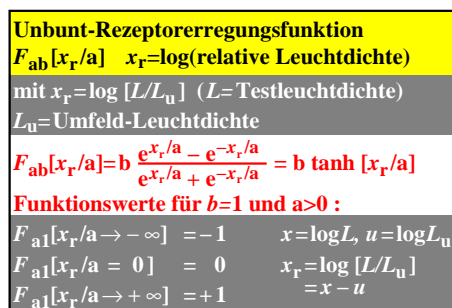 Unbunt-Rezeptorerregungsfunktion
F_ab[x_r/a] x_r=log(relative Leuchtdichte)
mit x_r=log [L/L_u] (L=Testleuchtdichte)
L_u=Umfeld-Leuchtdichte
F_ab[x_r/a]=b (e^{x_r/a} − e^{−x_r/a}) / (e^{x_r/a} + e^{−x_r/a}) = b tanh [x_r/a]
Funktionswerte für b=1 und a>0 :
F_a1[x_r/a → − ∞] =−1 x=logL, u=logL_u
F_a1[x_r/a = 0] = 0 x_r=log [L/L_u]
F_a1[x_r/a → + ∞] =+1 =x − u